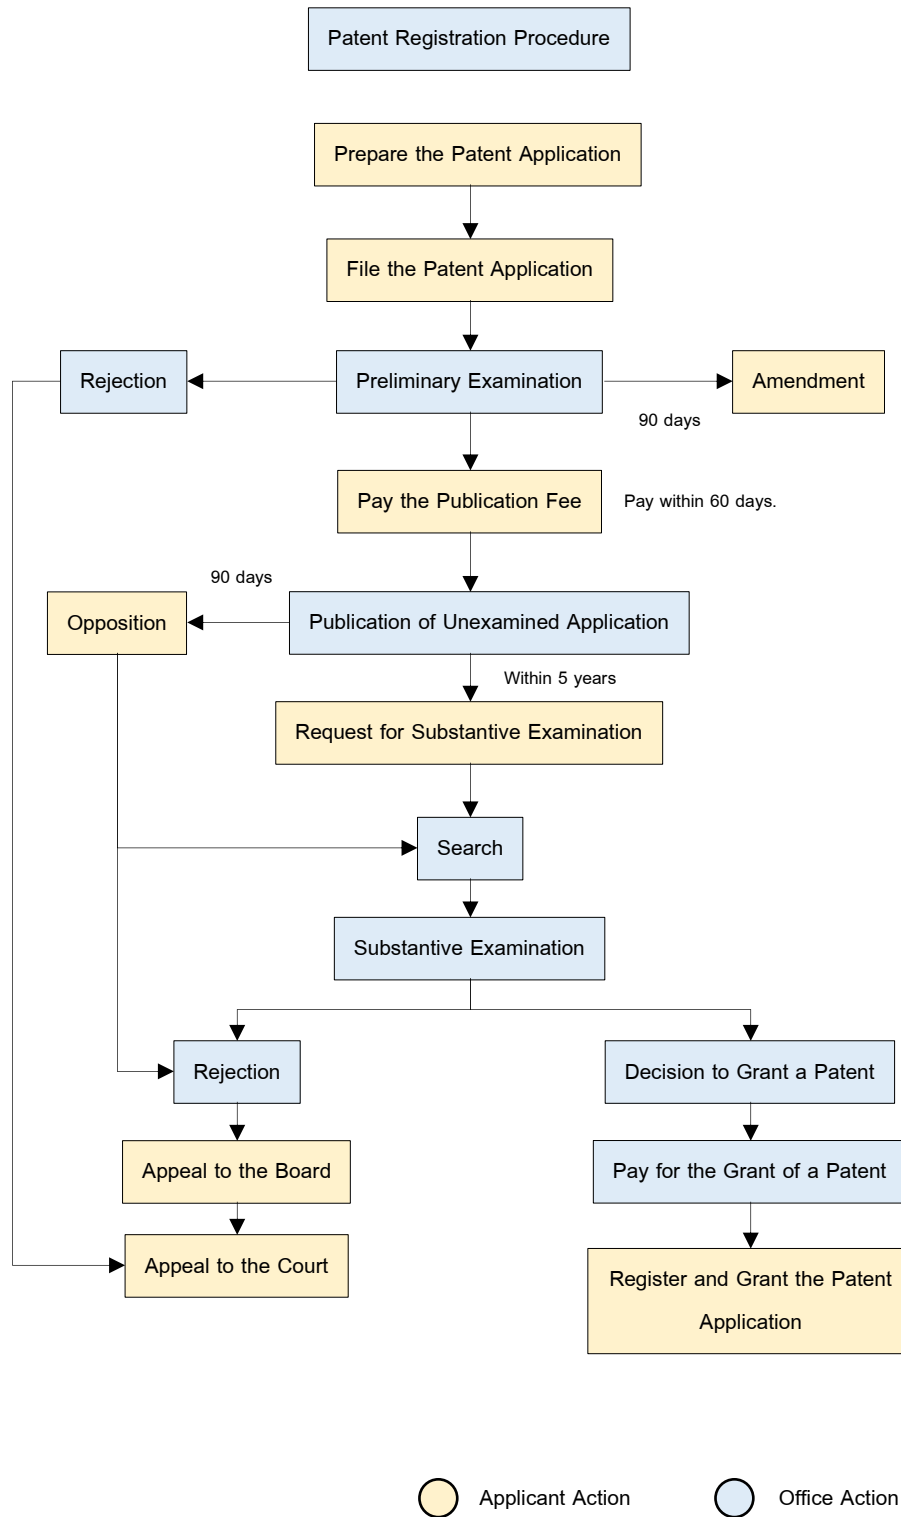 Patent Registration Procedure
Prepare the Patent Application
File the Patent Application
Rejection
Preliminary Examination
Amendment
90 days
Pay the Publication Fee
Pay within 60 days.
90 days
Opposition
Publication of Unexamined Application
Within 5 years
Request for Substantive Examination
Search
Substantive Examination
Rejection
Decision to Grant a Patent
Appeal to the Board
Pay for the Grant of a Patent
Appeal to the Court
Register and Grant the Patent
Application
Applicant Action
Office Action